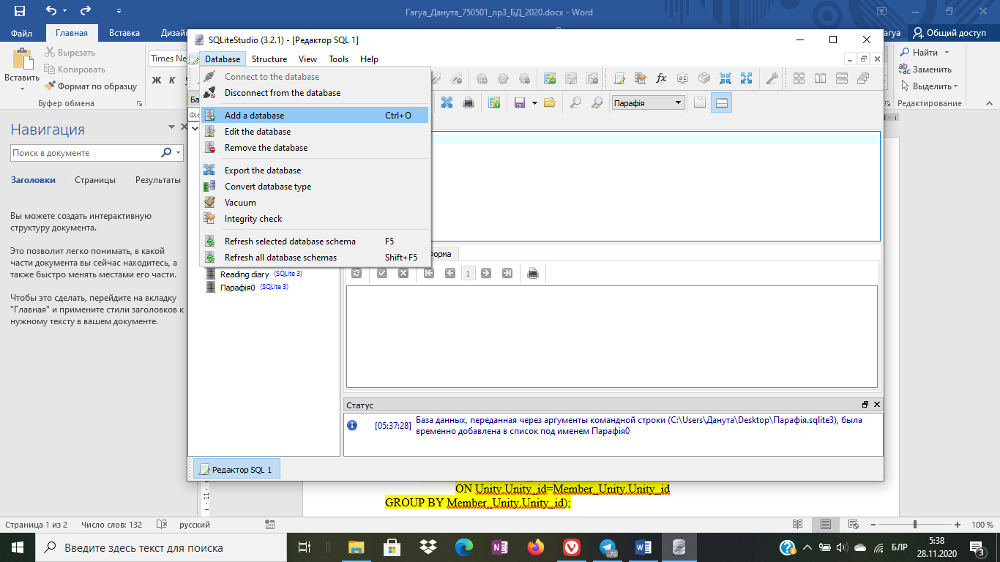 Гагуа_Данута_750501_лр3_БД_2020.docx - Word
Файл
Главная
Вставка
Дизайн
Гагуа
Общий доступ
Вставить
Вырезать
Копировать
Формат по образцу
Буфер обмена
Times Ne
Ж К
Найти
Заменить
Выделить
Редактирование
Навигация
Поиск в документе
Заголовки
Страницы
Результаты
Вы можете создать интерактивную
структуру документа.
Это позволит легко понимать, в какой
части документа вы сейчас находитесь, а
также быстро менять местами его части.
Чтобы это сделать, перейдите на вкладку
"Главная" и примените стили заголовков к
нужному тексту в вашем документе.
SQLiteStudio (3.2.1) - [Редактор SQL 1]
Database Structure View Tools Help
Connect to the database
Disconnect from the database
Add a database Ctrl+O
Edit the database
Remove the database
Export the database
Convert database type
Vacuum
Integrity check
Refresh selected database schema F5
Refresh all database schemas Shift+F5
Ба
Фи
Парафія
Форма
1
Reading diary (SQLite 3)
Парафія0 (SQLite 3)
Статус
[05:37:28] База данных, переданная через аргументы командной строки (C:\Users\Данута\Desktop\Парафія.sqlite3), была
временно добавлена в список под именем Парафія0
Редактор SQL 1
ON Unity.Unity_id=Member_Unity.Unity_id
GROUP BY Member_Unity.Unity_id);
3
11
Страница 1 из 2
Число слов: 132
русский
100 %
Введите здесь текст для поиска
.70
БЛР
5:38
28.11.2020
3